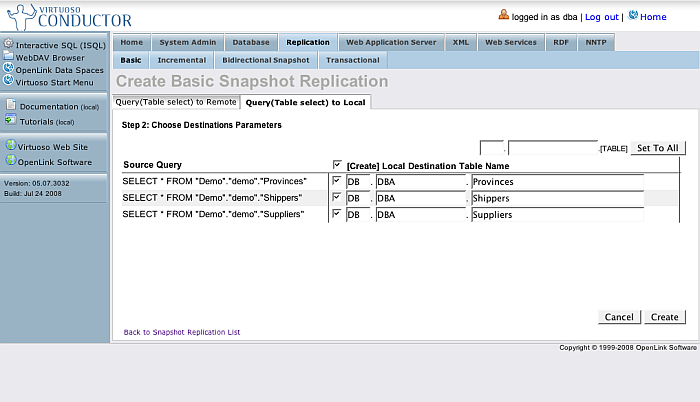 VIRTUOSO
CONDUCTOR
logged in as dba | Log out | Home
Interactive SQL (ISQL)
WebDAV Browser
OpenLink Data Spaces
Virtuoso Start Menu
Documentation (local)
Tutorials (local)
Virtuoso Web Site
OpenLink Software
Version: 05.07.3032
Build: Jul 24 2008
Home System Admin Database Replication Web Application Server XML Web Services RDF NNTP
Basic Incremental Bidirectional Snapshot Transactional
Create Basic Snapshot Replication
Query(Table select) to Remote Query(Table select) to Local
Step 2: Choose Destinations Parameters
. .[TABLE] Set To All
Source Query [Create] Local Destination Table Name
SELECT * FROM "Demo"."demo"."Provinces" DB . DBA . Provinces
SELECT * FROM "Demo"."demo"."Shippers" DB . DBA . Shippers
SELECT * FROM "Demo"."demo"."Suppliers" DB . DBA . Suppliers
Cancel Create
Back to Snapshot Replication List
Copyright © 1999-2008 OpenLink Software